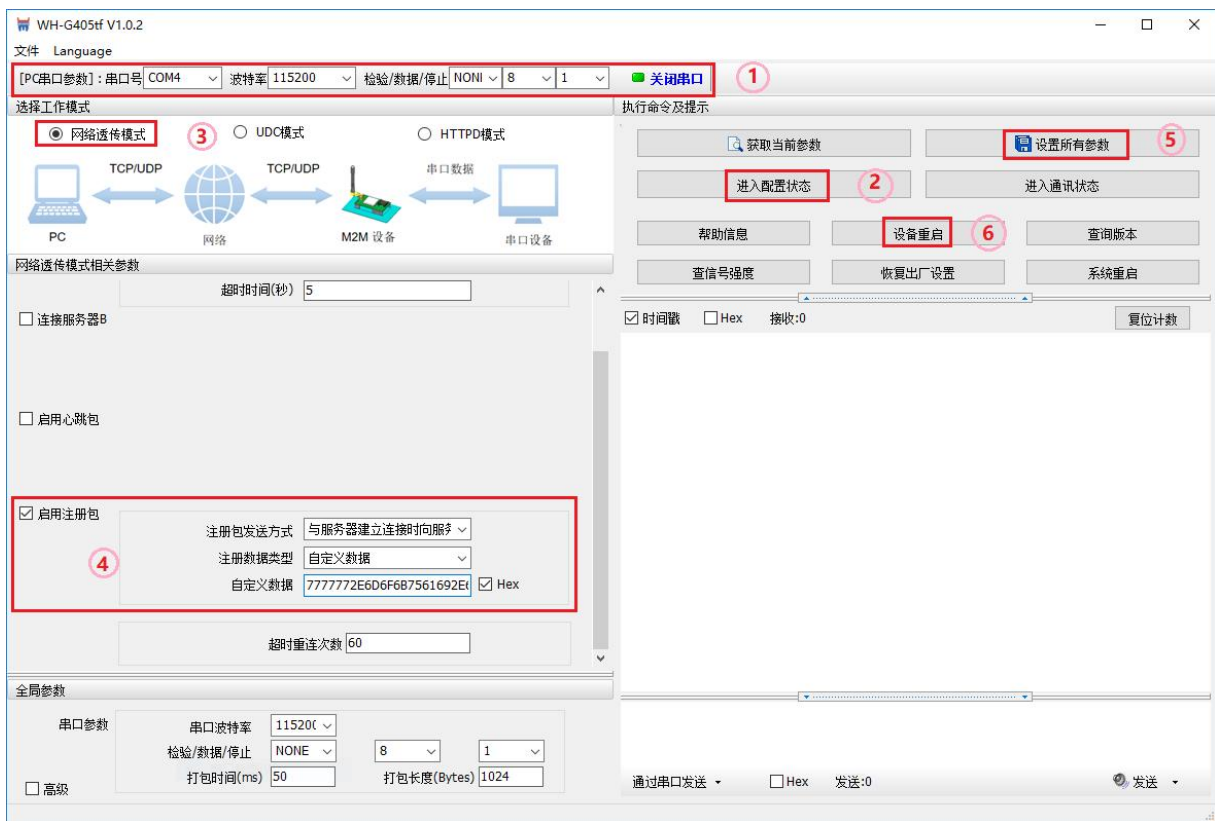 WH-G405tf V1.0.2
文件 Language
[PC串口参数]:串口号 COM4 波特率 115200 检验/数据/停止 NONI 8 1 关闭串口 ①
选择工作模式
网络透传模式 ③ UDC模式 HTTPD模式
TCP/UDP TCP/UDP 串口数据
PC 网络 M2M 设备 串口设备
网络透传模式相关参数
超时时间(秒) 5
连接服务器B
启用心跳包
启用注册包
④
注册包发送方式 与服务器建立连接时向服务
注册数据类型 自定义数据
自定义数据 7777772E6D6F6B7561692E6 Hex
超时重连次数 60
全局参数
串口参数 串口波特率 11520(
检验/数据/停止 NONE 8 1
打包时间(ms) 50 打包长度(Bytes) 1024
高级
执行命令及提示
获取当前参数 设置所有参数 ⑤
进入配置状态 ② 进入通讯状态
帮助信息 设备重启 ⑥ 查询版本
查信号强度 恢复出厂设置 系统重启
时间戳 Hex 接收:0 复位计数
通过串口发送 Hex 发送:0 发送